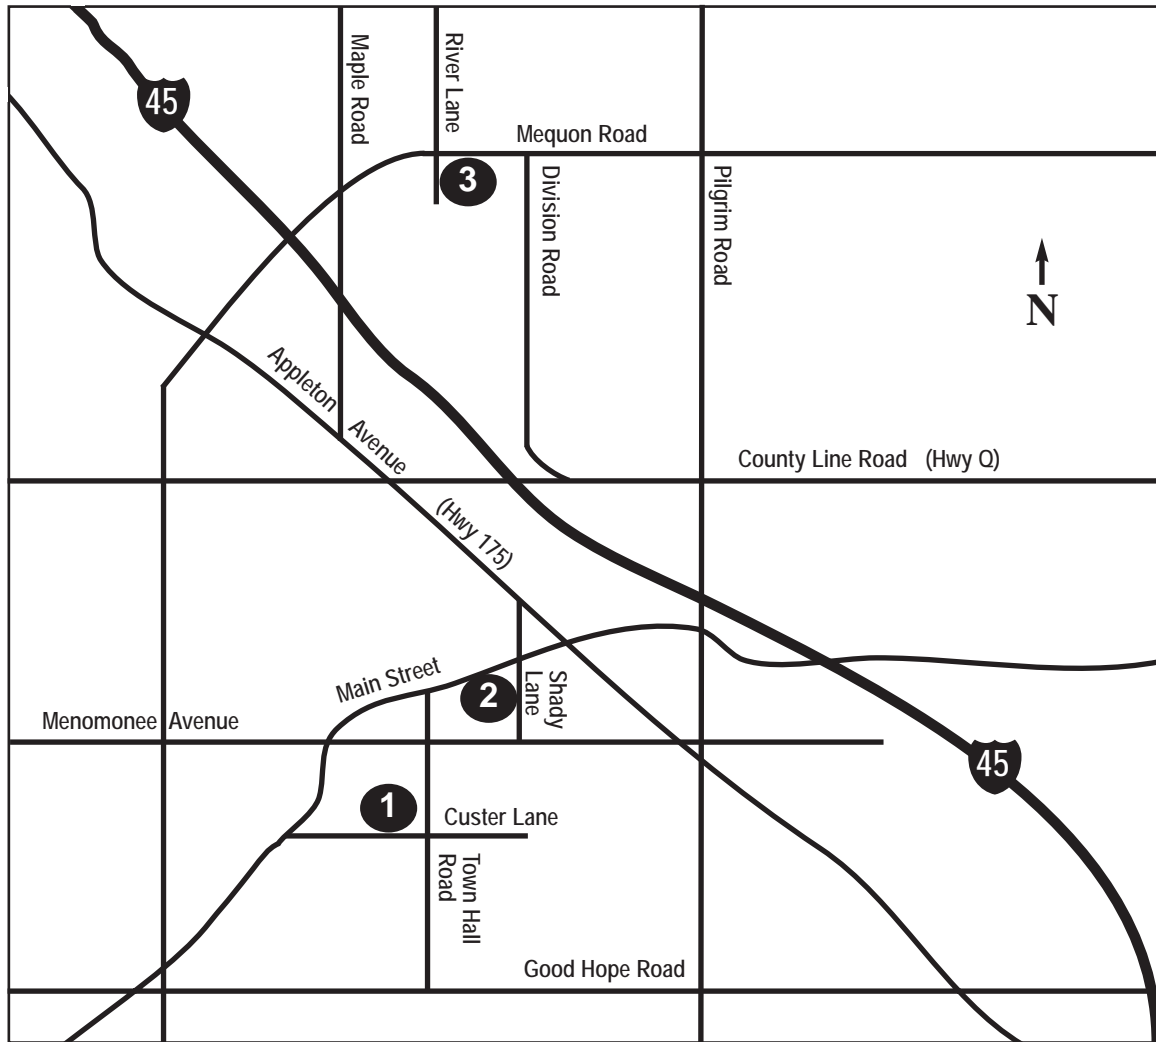 45
Maple Road
River Lane
Mequon Road
3
Division Road
Pilgrim Road
N
Appleton
Avenue
(Hwy 175)
County Line Road (Hwy Q)
Main Street
2
Shady
Lane
Menomonee Avenue
45
1
Custer Lane
Town Hall
Road
Good Hope Road